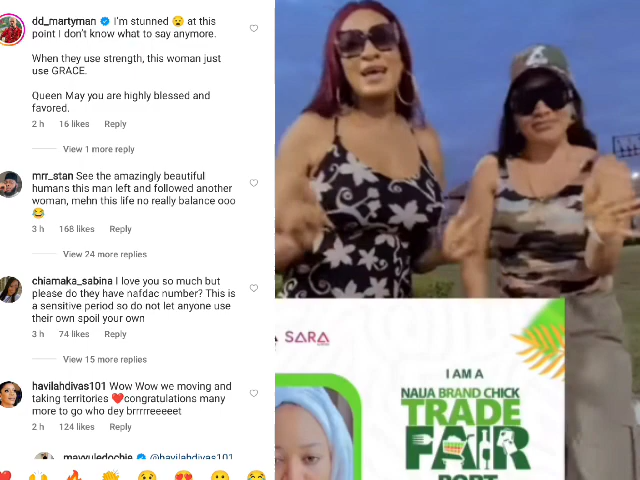 dd_martyman I'm stunned 😧 at this
point I don't know what to say anymore.
When they use strength, this woman just
use GRACE.
Queen May you are highly blessed and
favored.
2 h 16 likes Reply
View 1 more reply
mrr_stan See the amazingly beautiful
humans this man left and followed another
woman, mehn this life no really balance ooo
😂
3 h 168 likes Reply
View 24 more replies
chiamaka_sabina I love you so much but
please do they have nafdac number? This is
a sensitive period so do not let anyone use
their own spoil your own
3 h 74 likes Reply
View 15 more replies
havilahdivas101 Wow Wow we moving and
taking territories ❤️congratulations many
more to go who dey brrrreeeeet
2 h 124 likes Reply
mayyuledochie @havilahdivas101
SARA
I AM A
NAIJA BRAND CHICK
TRADE
FAIR
PORT